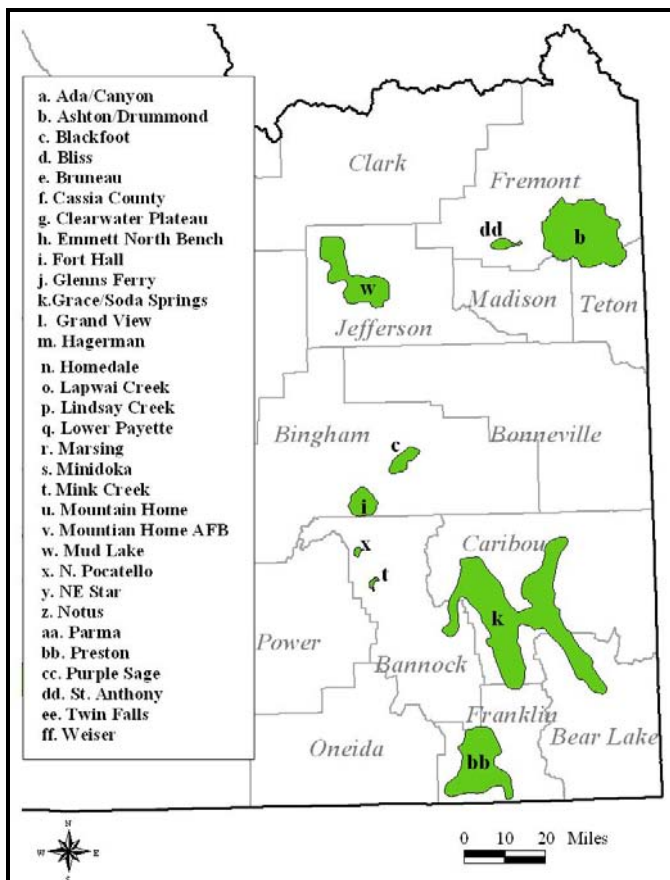 a. Ada/Canyon
b. Ashton/Drummond
c. Blackfoot
d. Bliss
e. Bruneau
f. Cassia County
g. Clearwater Plateau
h. Emmett North Bench
i. Fort Hall
j. Glenns Ferry
k.Grace/Soda Springs
l. Grand View
m. Hagerman
n. Homedale
o. Lapwai Creek
p. Lindsay Creek
q. Lower Payette
r. Marsing
s. Minidoka
t. Mink Creek
u. Mountain Home
v. Mountian Home AFB
w. Mud Lake
x. N. Pocatello
y. NE Star
z. Notus
aa. Parma
bb. Preston
cc. Purple Sage
dd. St. Anthony
ee. Twin Falls
ff. Weiser
Clark
Fremont
dd
b
w
Madison
Teton
Jefferson
Bingham
c
Bonneville
i
x
Caribou
t
k
Power
Bannock
Franklin
Oneida
Bear Lake
bb
N
W E
S
0 10 20 Miles